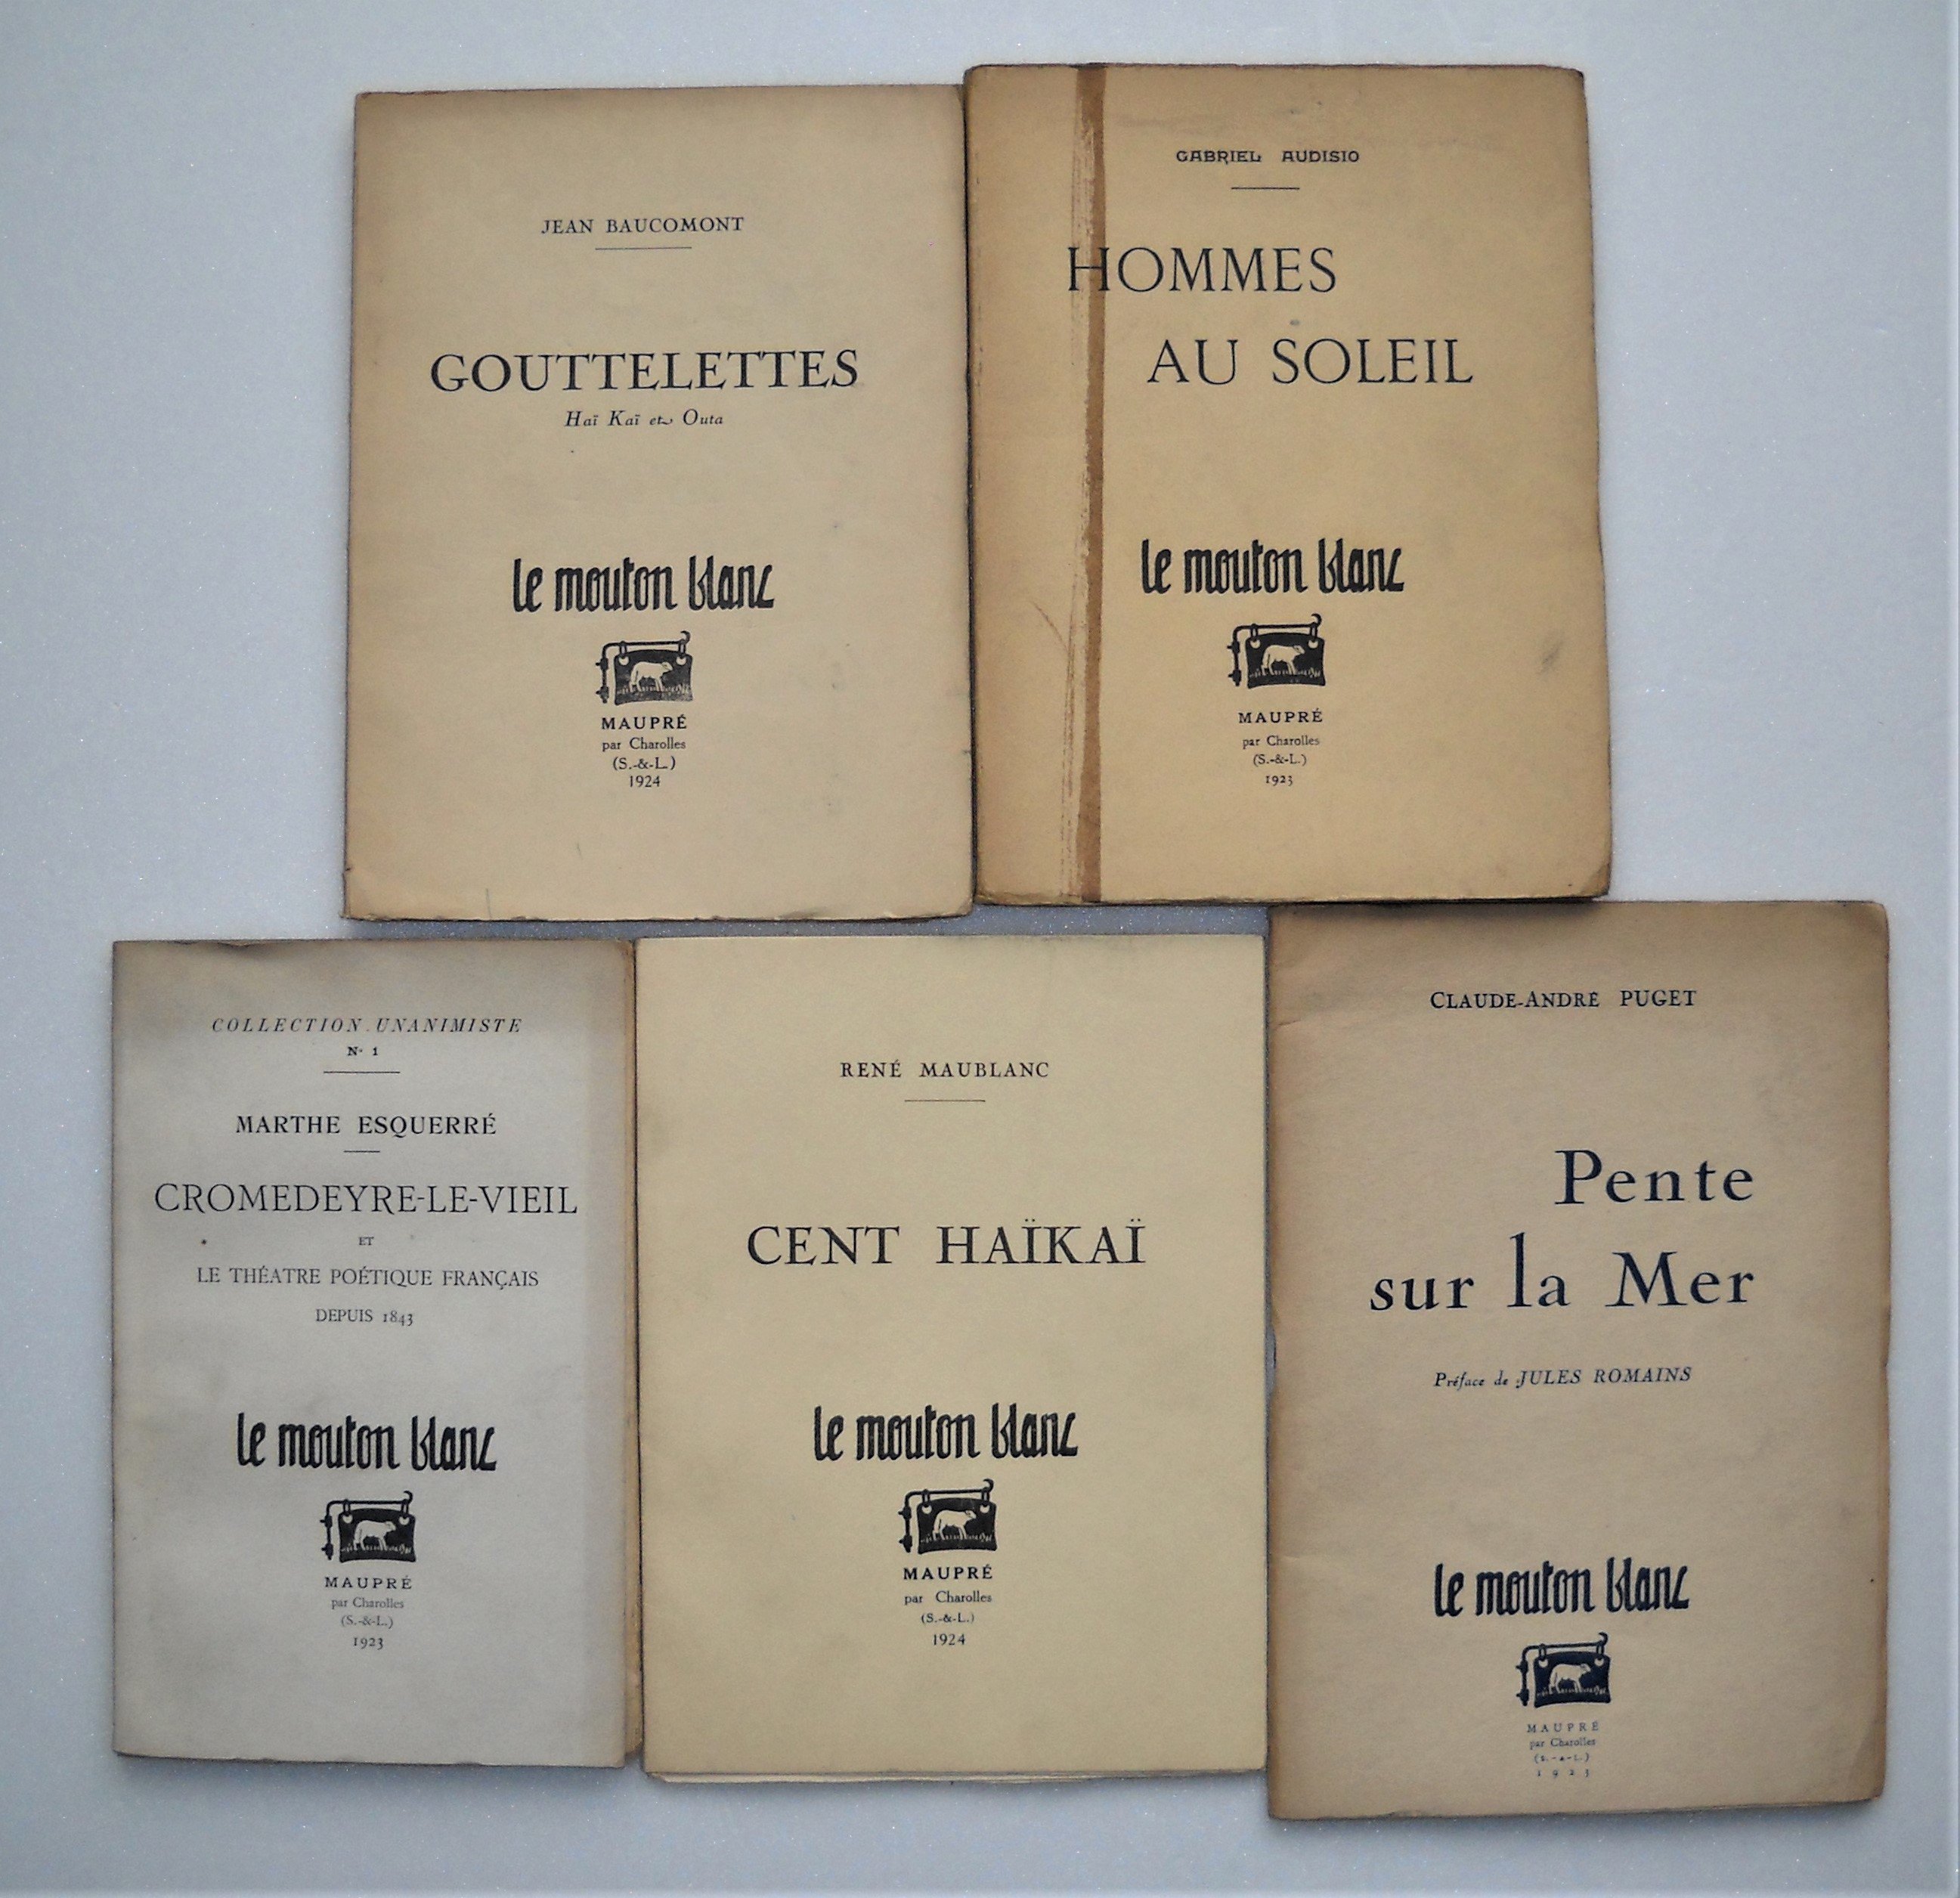 JEAN BAUCOMONT
GOUTTELETTES
Haï Kaï et Outa
le mouton blanc
MAUPRÉ
par Charolles
(S.-&-L.)
1924
GABRIEL AUDISIO
HOMMES
AU SOLEIL
le mouton blanc
MAUPRÉ
par Charolles
(S.-&-L.)
1923
COLLECTION UNANIMISTE
N° 1
MARTHE ESQUERRÉ
CROMEDEYRE-LE-VIEIL
ET
LE THÉATRE POÉTIQUE FRANÇAIS
DEPUIS 1843
le mouton blanc
MAUPRÉ
par Charolles
(S.-&-L.)
1923
RENÉ MAUBLANC
CENT HAÏKAÏ
le mouton blanc
MAUPRÉ
par Charolles
(S.-&-L.)
1924
CLAUDE-ANDRÉ PUGET
Pente
sur la Mer
Préface de JULES ROMAINS
le mouton blanc
MAUPRÉ
par Charolles
(S.-&-L.)
1923